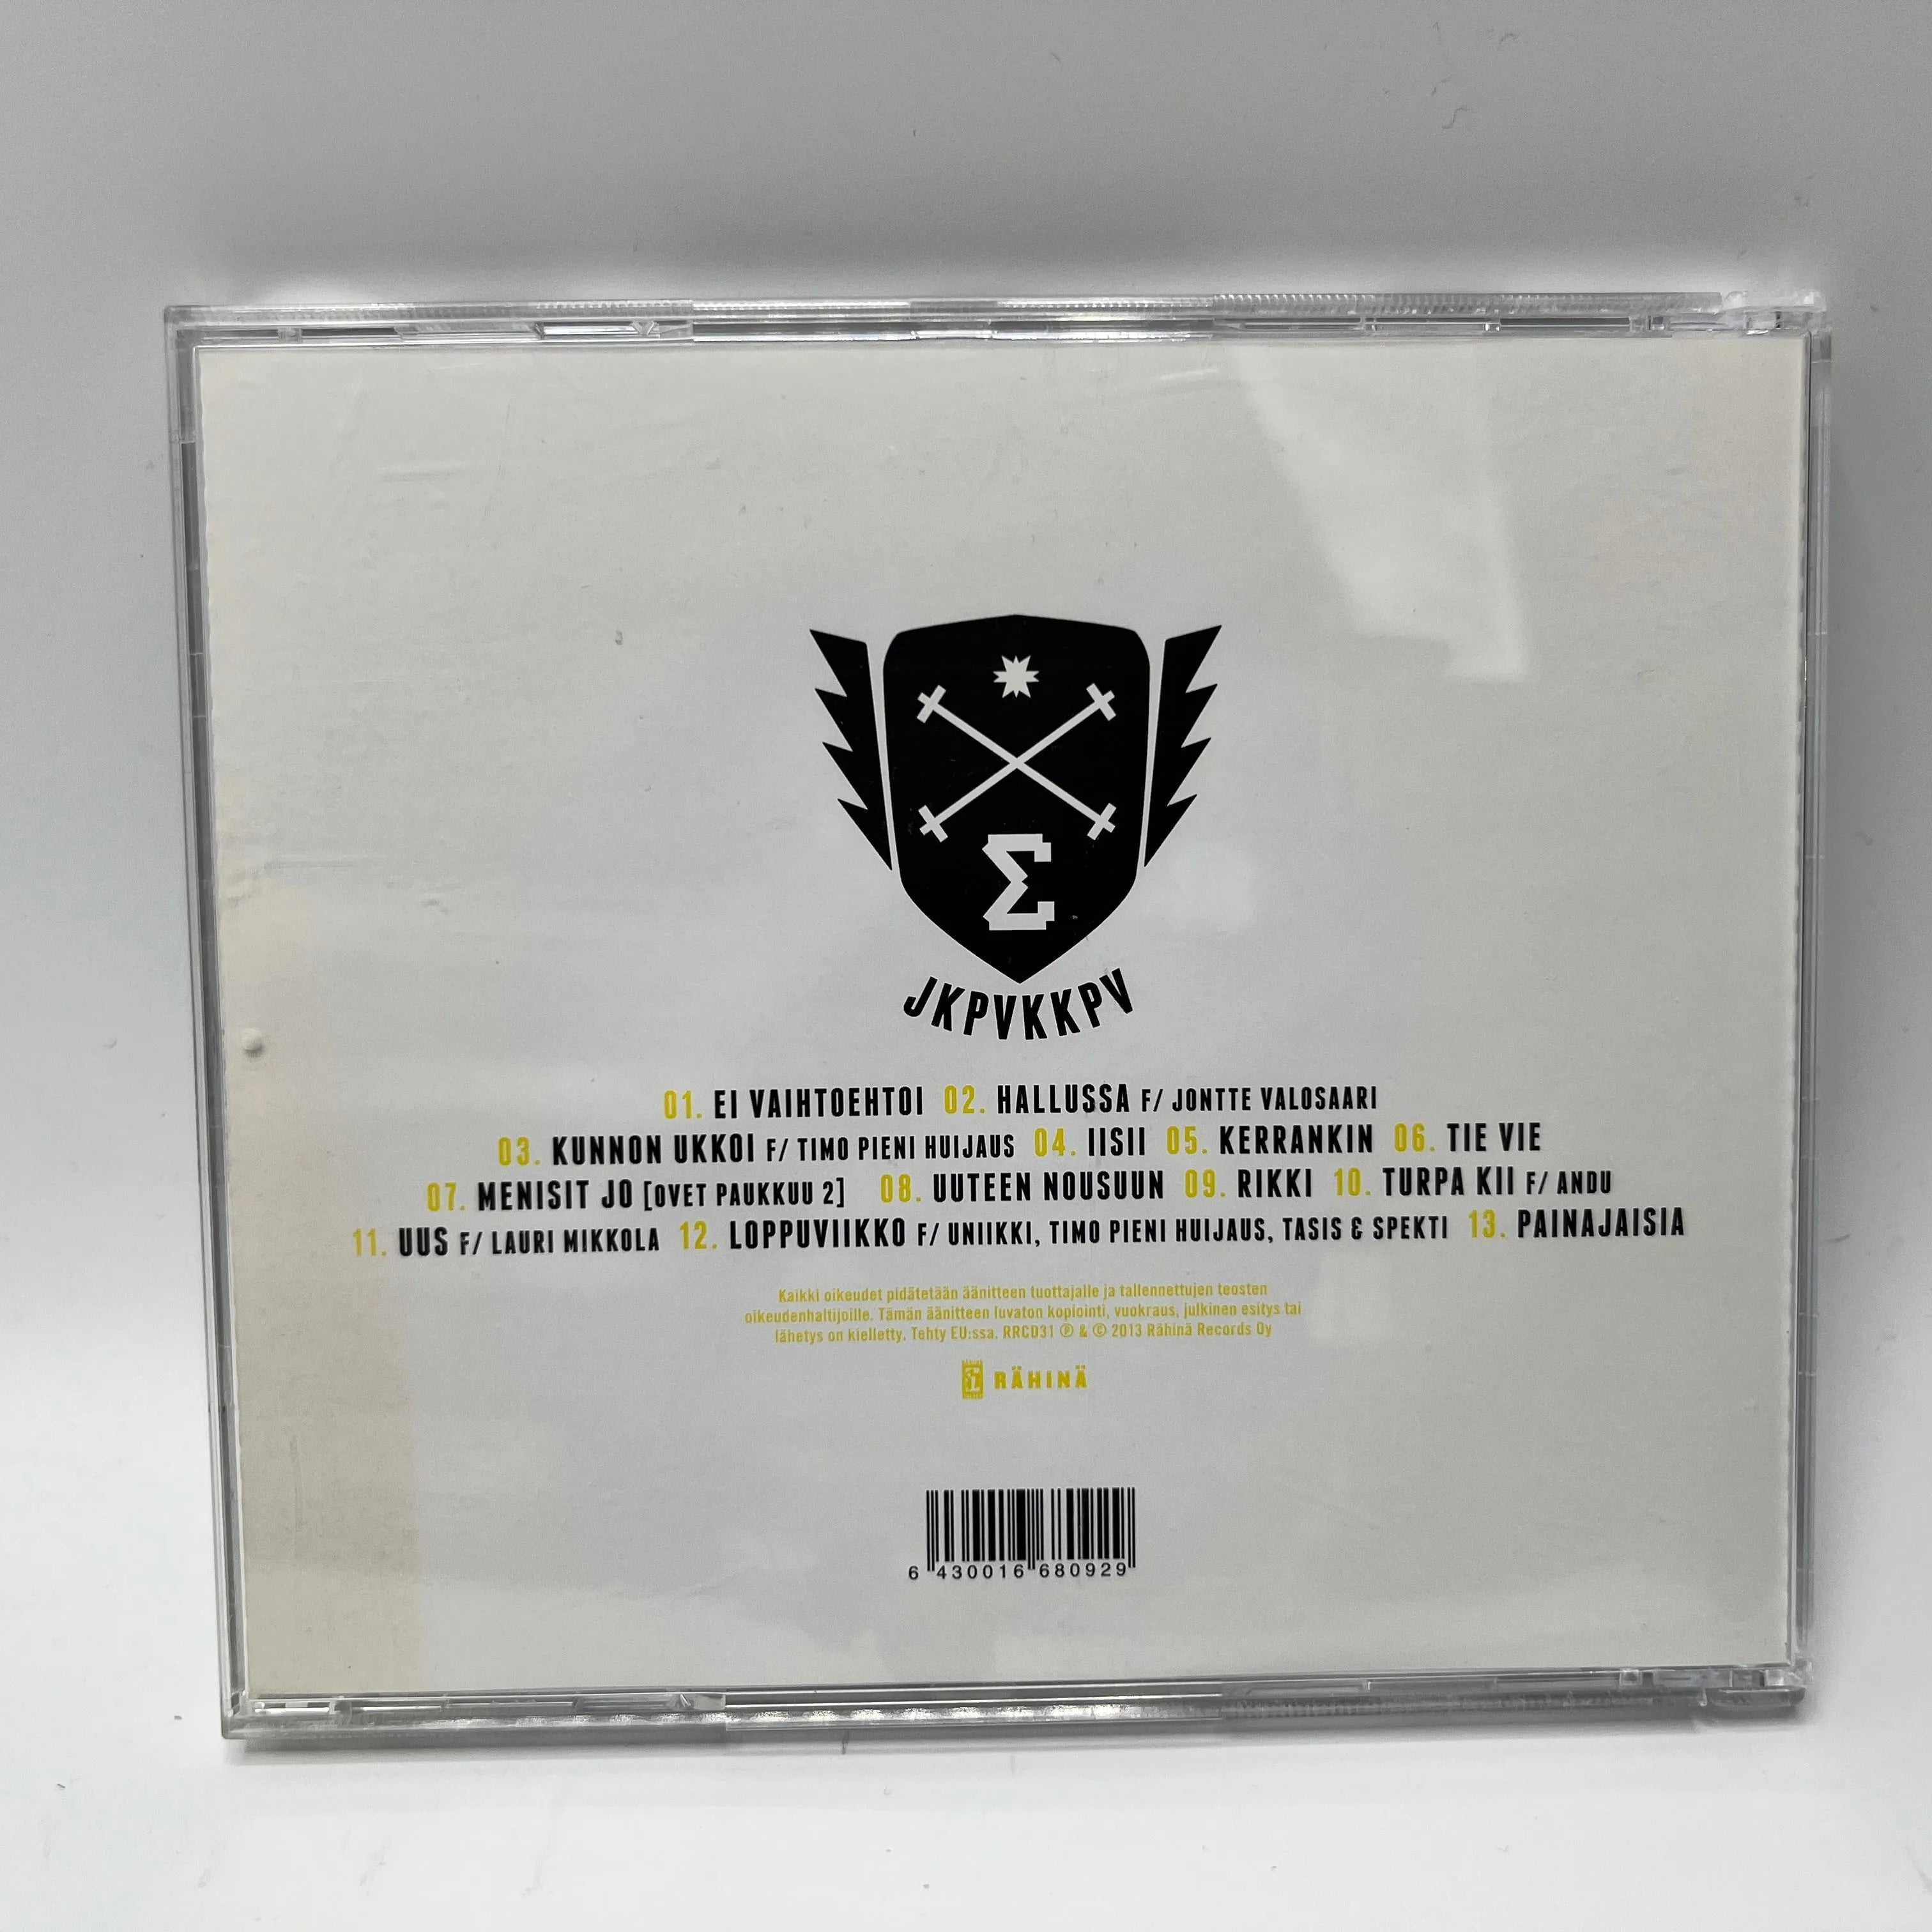 Σ
JKPVKKPV
01. EI VAIHTOEHTOI 02. HALLUSSA F/ JONTTE VALOSAARI
03. KUNNON UKKOI F/ TIMO PIENI HUIJAUS 04. IISII 05. KERRANKIN 06. TIE VIE
07. MENISIT JO [OVET PAUKKUU 2] 08. UUTEEN NOUSUUN 09. RIKKI 10. TURPA KII F/ ANDU
11. UUS F/ LAURI MIKKOLA 12. LOPPUVIIKKO F/ UNIIKKI, TIMO PIENI HUIJAUS, TASIS & SPEKTI 13. PAINAJAISIA
Kaikki oikeudet pidätetään äänitteen tuottajalle ja tallennettujen teosten
oikeudenhaltijoille. Tämän äänitteen luvaton kopiointi, vuokraus, julkinen esitys tai
lähetys on kielletty. Tehty EU:ssa. RRCD31 ℗ & © 2013 Rähinä Records Oy
RÄHINÄ
6 430016 680929